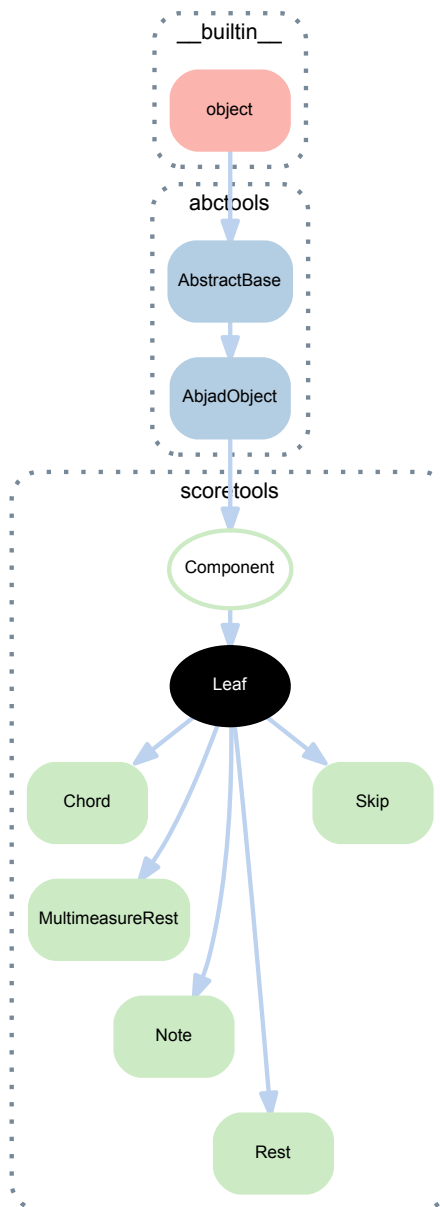 __builtin__
object
abctools
AbstractBase
AbjadObject
scoretools
Component
Leaf
Chord
Skip
MultimeasureRest
Note
Rest